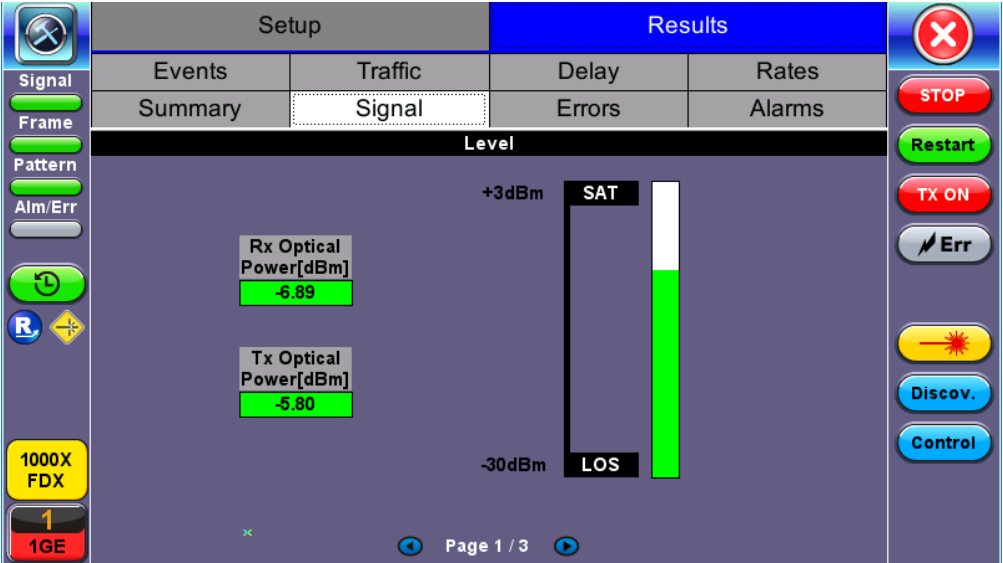 Setup
Results
Events
Traffic
Delay
Rates
Summary
Signal
Errors
Alarms
Signal
Frame
Pattern
Alm/Err
R
1000X
FDX
1
1GE
Level
+3dBm
SAT
Rx Optical
Power[dBm]
-6.89
Tx Optical
Power[dBm]
-5.80
-30dBm
LOS
Page 1 / 3
STOP
Restart
TX ON
Err
Discov.
Control